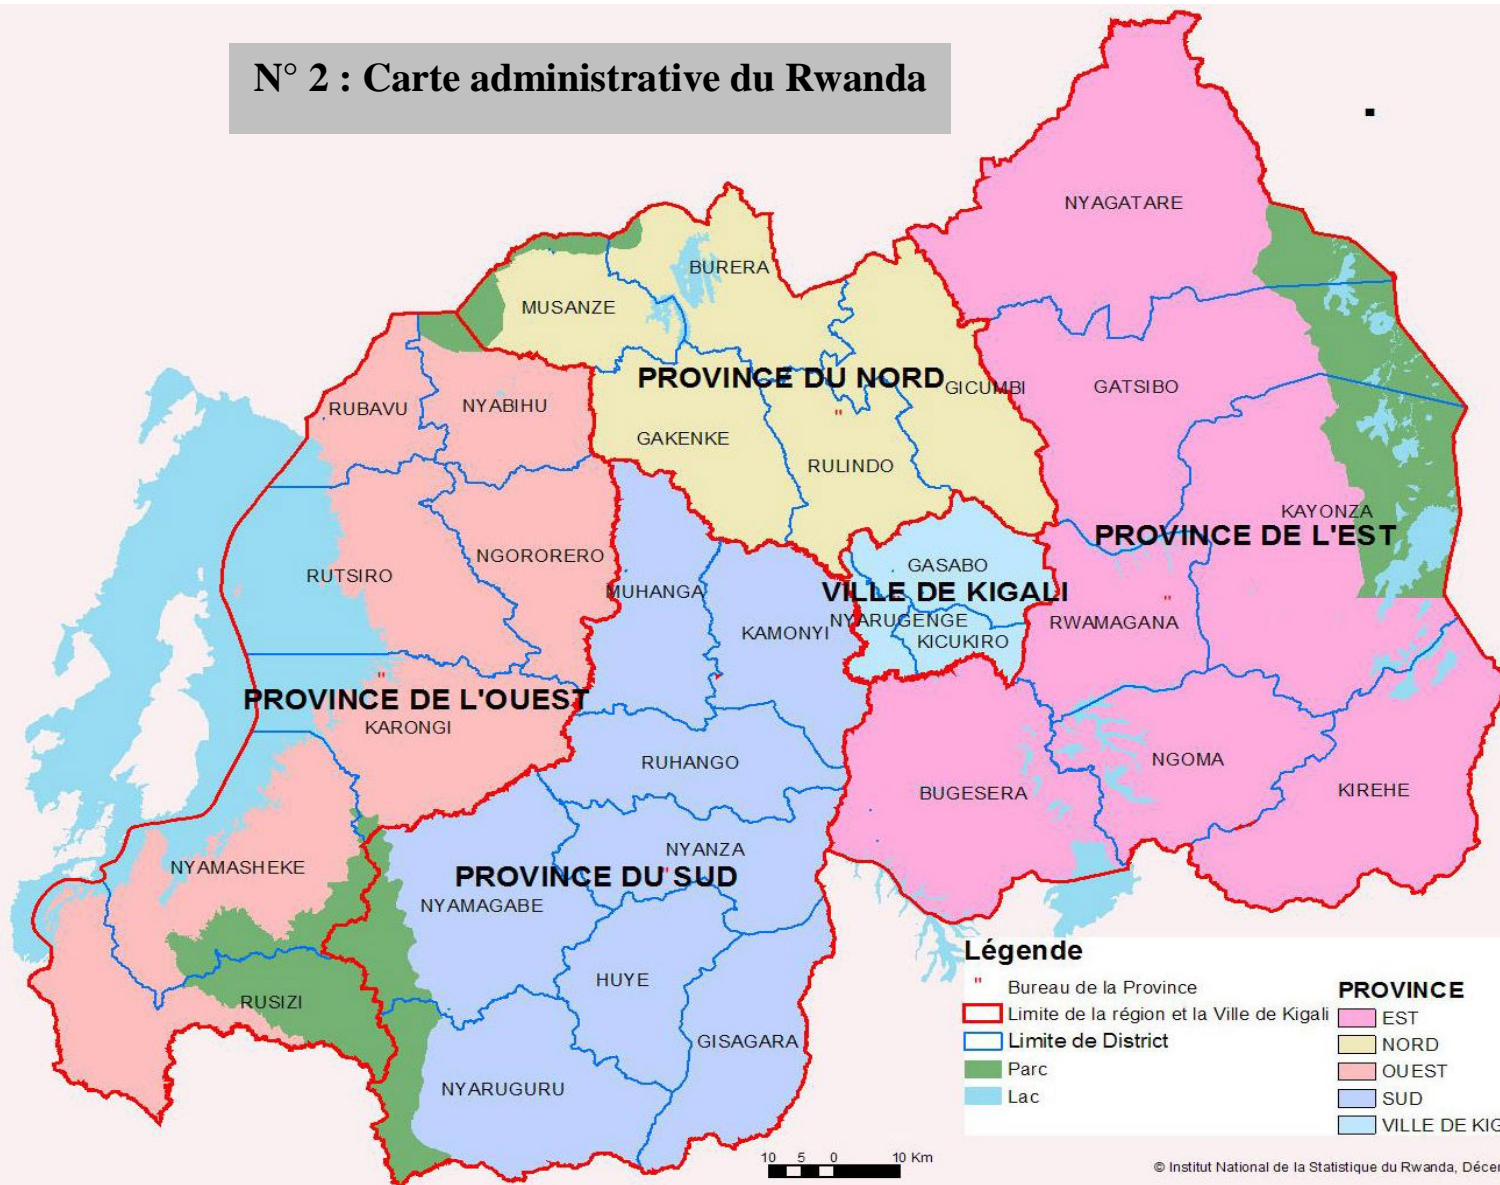 N° 2 : Carte administrative du Rwanda
NYAGATARE
BURERA
MUSANZE
PROVINCE DU NORD
GICUMBI
GATSIBO
RUBAVU
NYABIHU
GAKENKE
RULINDO
KAYONZA
PROVINCE DE L'EST
NGORORERO
RUTSIRO
GASABO
MUHANGA
VILLE DE KIGALI
NYARUGENGE
RWAMAGANA
KAMONYI
KICUKIRO
PROVINCE DE L'OUEST
KARONGI
RUHANGO
NGOMA
BUGESERA
KIREHE
NYANZA
NYAMASHEKE
PROVINCE DU SUD
NYAMAGABE
HUYE
RUSIZI
GISAGARA
NYARUGURU
Légende
" Bureau de la Province
Limite de la région et la Ville de Kigali
Limite de District
Parc
Lac
PROVINCE
EST
NORD
OUEST
SUD
VILLE DE KIG
10 5 0 10 Km
© Institut National de la Statistique du Rwanda, Décem